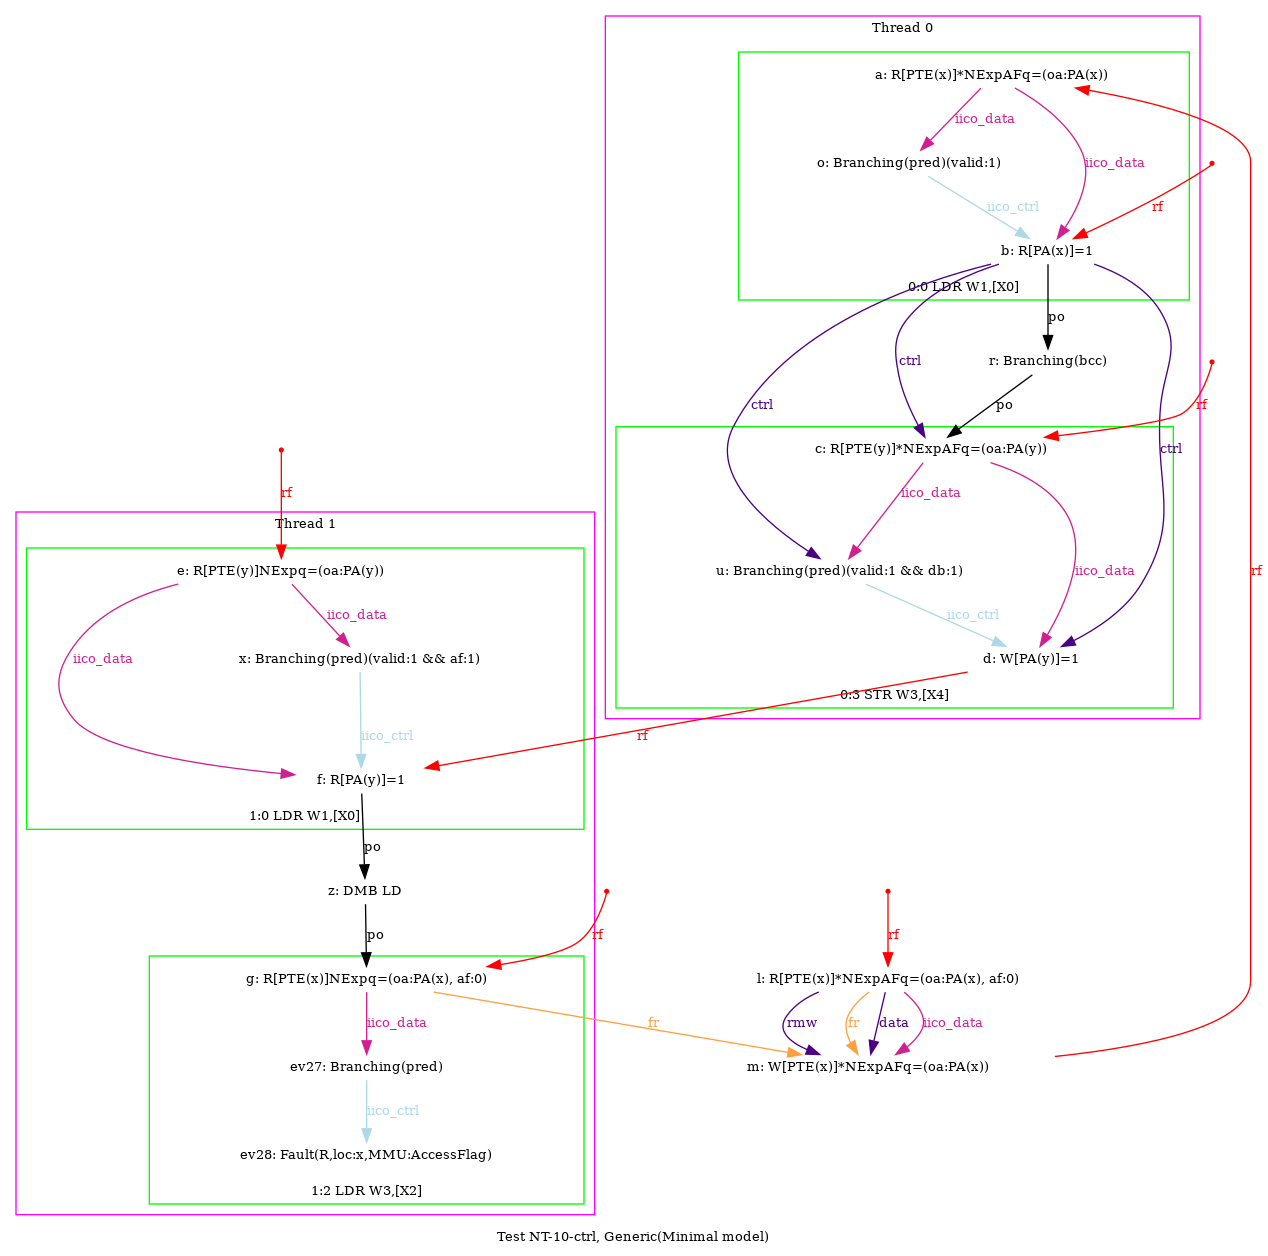 Thread 0
a: R[PTE(x)]*NExpAFq=(oa:PA(x))
iico_data
o: Branching(pred)(valid:1)
iico_data
iico_ctrl
rf
b: R[PA(x)]=1
0:0 LDR W1,[X0]
po
r: Branching(bcc)
ctrl
ctrl
po
rf
ctrl
c: R[PTE(y)]*NExpAFq=(oa:PA(y))
iico_data
u: Branching(pred)(valid:1 && db:1)
iico_data
iico_ctrl
d: W[PA(y)]=1
0:3 STR W3,[X4]
rf
rf
rf
Thread 1
e: R[PTE(y)]NExpq=(oa:PA(y))
iico_data
iico_data
x: Branching(pred)(valid:1 && af:1)
iico_ctrl
f: R[PA(y)]=1
1:0 LDR W1,[X0]
po
z: DMB LD
po
rf
rf
g: R[PTE(x)]NExpq=(oa:PA(x), af:0)
l: R[PTE(x)]*NExpAFq=(oa:PA(x), af:0)
iico_data
fr
rmw
fr
data
iico_data
ev27: Branching(pred)
m: W[PTE(x)]*NExpAFq=(oa:PA(x))
iico_ctrl
ev28: Fault(R,loc:x,MMU:AccessFlag)
1:2 LDR W3,[X2]
Test NT-10-ctrl, Generic(Minimal model)